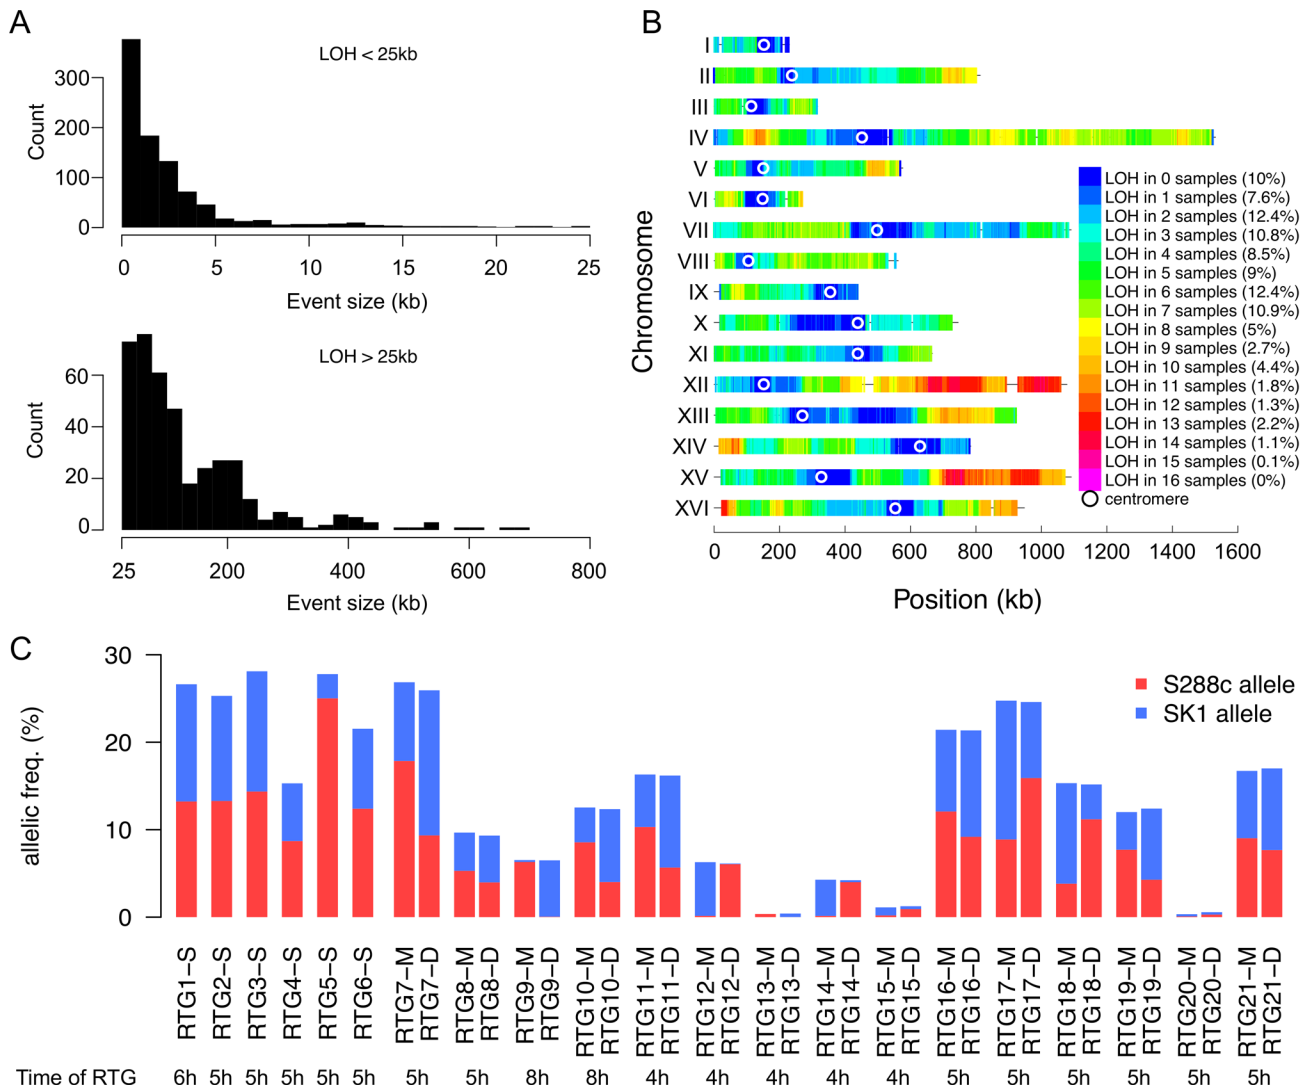 A
LOH < 25kb
Count
300
200
100
0
0 5 10 15 20 25
Event size (kb)
LOH > 25kb
Count
60
40
20
0
25 200 400 600 800
Event size (kb)
B
Chromosome
I
II
III
IV
V
VI
VII
VIII
IX
X
XI
XII
XIII
XIV
XV
XVI
LOH in 0 samples (10%)
LOH in 1 samples (7.6%)
LOH in 2 samples (12.4%)
LOH in 3 samples (10.8%)
LOH in 4 samples (8.5%)
LOH in 5 samples (9%)
LOH in 6 samples (12.4%)
LOH in 7 samples (10.9%)
LOH in 8 samples (5%)
LOH in 9 samples (2.7%)
LOH in 10 samples (4.4%)
LOH in 11 samples (1.8%)
LOH in 12 samples (1.3%)
LOH in 13 samples (2.2%)
LOH in 14 samples (1.1%)
LOH in 15 samples (0.1%)
LOH in 16 samples (0%)
centromere
0 200 400 600 800 1000 1200 1400 1600
Position (kb)
C
allelic freq. (%)
30
20
10
0
S288c allele
SK1 allele
RTG1−S
RTG2−S
RTG3−S
RTG4−S
RTG5−S
RTG6−S
RTG7−M
RTG7−D
RTG8−M
RTG8−D
RTG9−M
RTG9−D
RTG10−M
RTG10−D
RTG11−M
RTG11−D
RTG12−M
RTG12−D
RTG13−M
RTG13−D
RTG14−M
RTG14−D
RTG15−M
RTG15−D
RTG16−M
RTG16−D
RTG17−M
RTG17−D
RTG18−M
RTG18−D
RTG19−M
RTG19−D
RTG20−M
RTG20−D
RTG21−M
RTG21−D
Time of RTG 6h 5h 5h 5h 5h 5h 5h 5h 8h 8h 4h 4h 4h 4h 4h 5h 5h 5h 5h 5h 5h